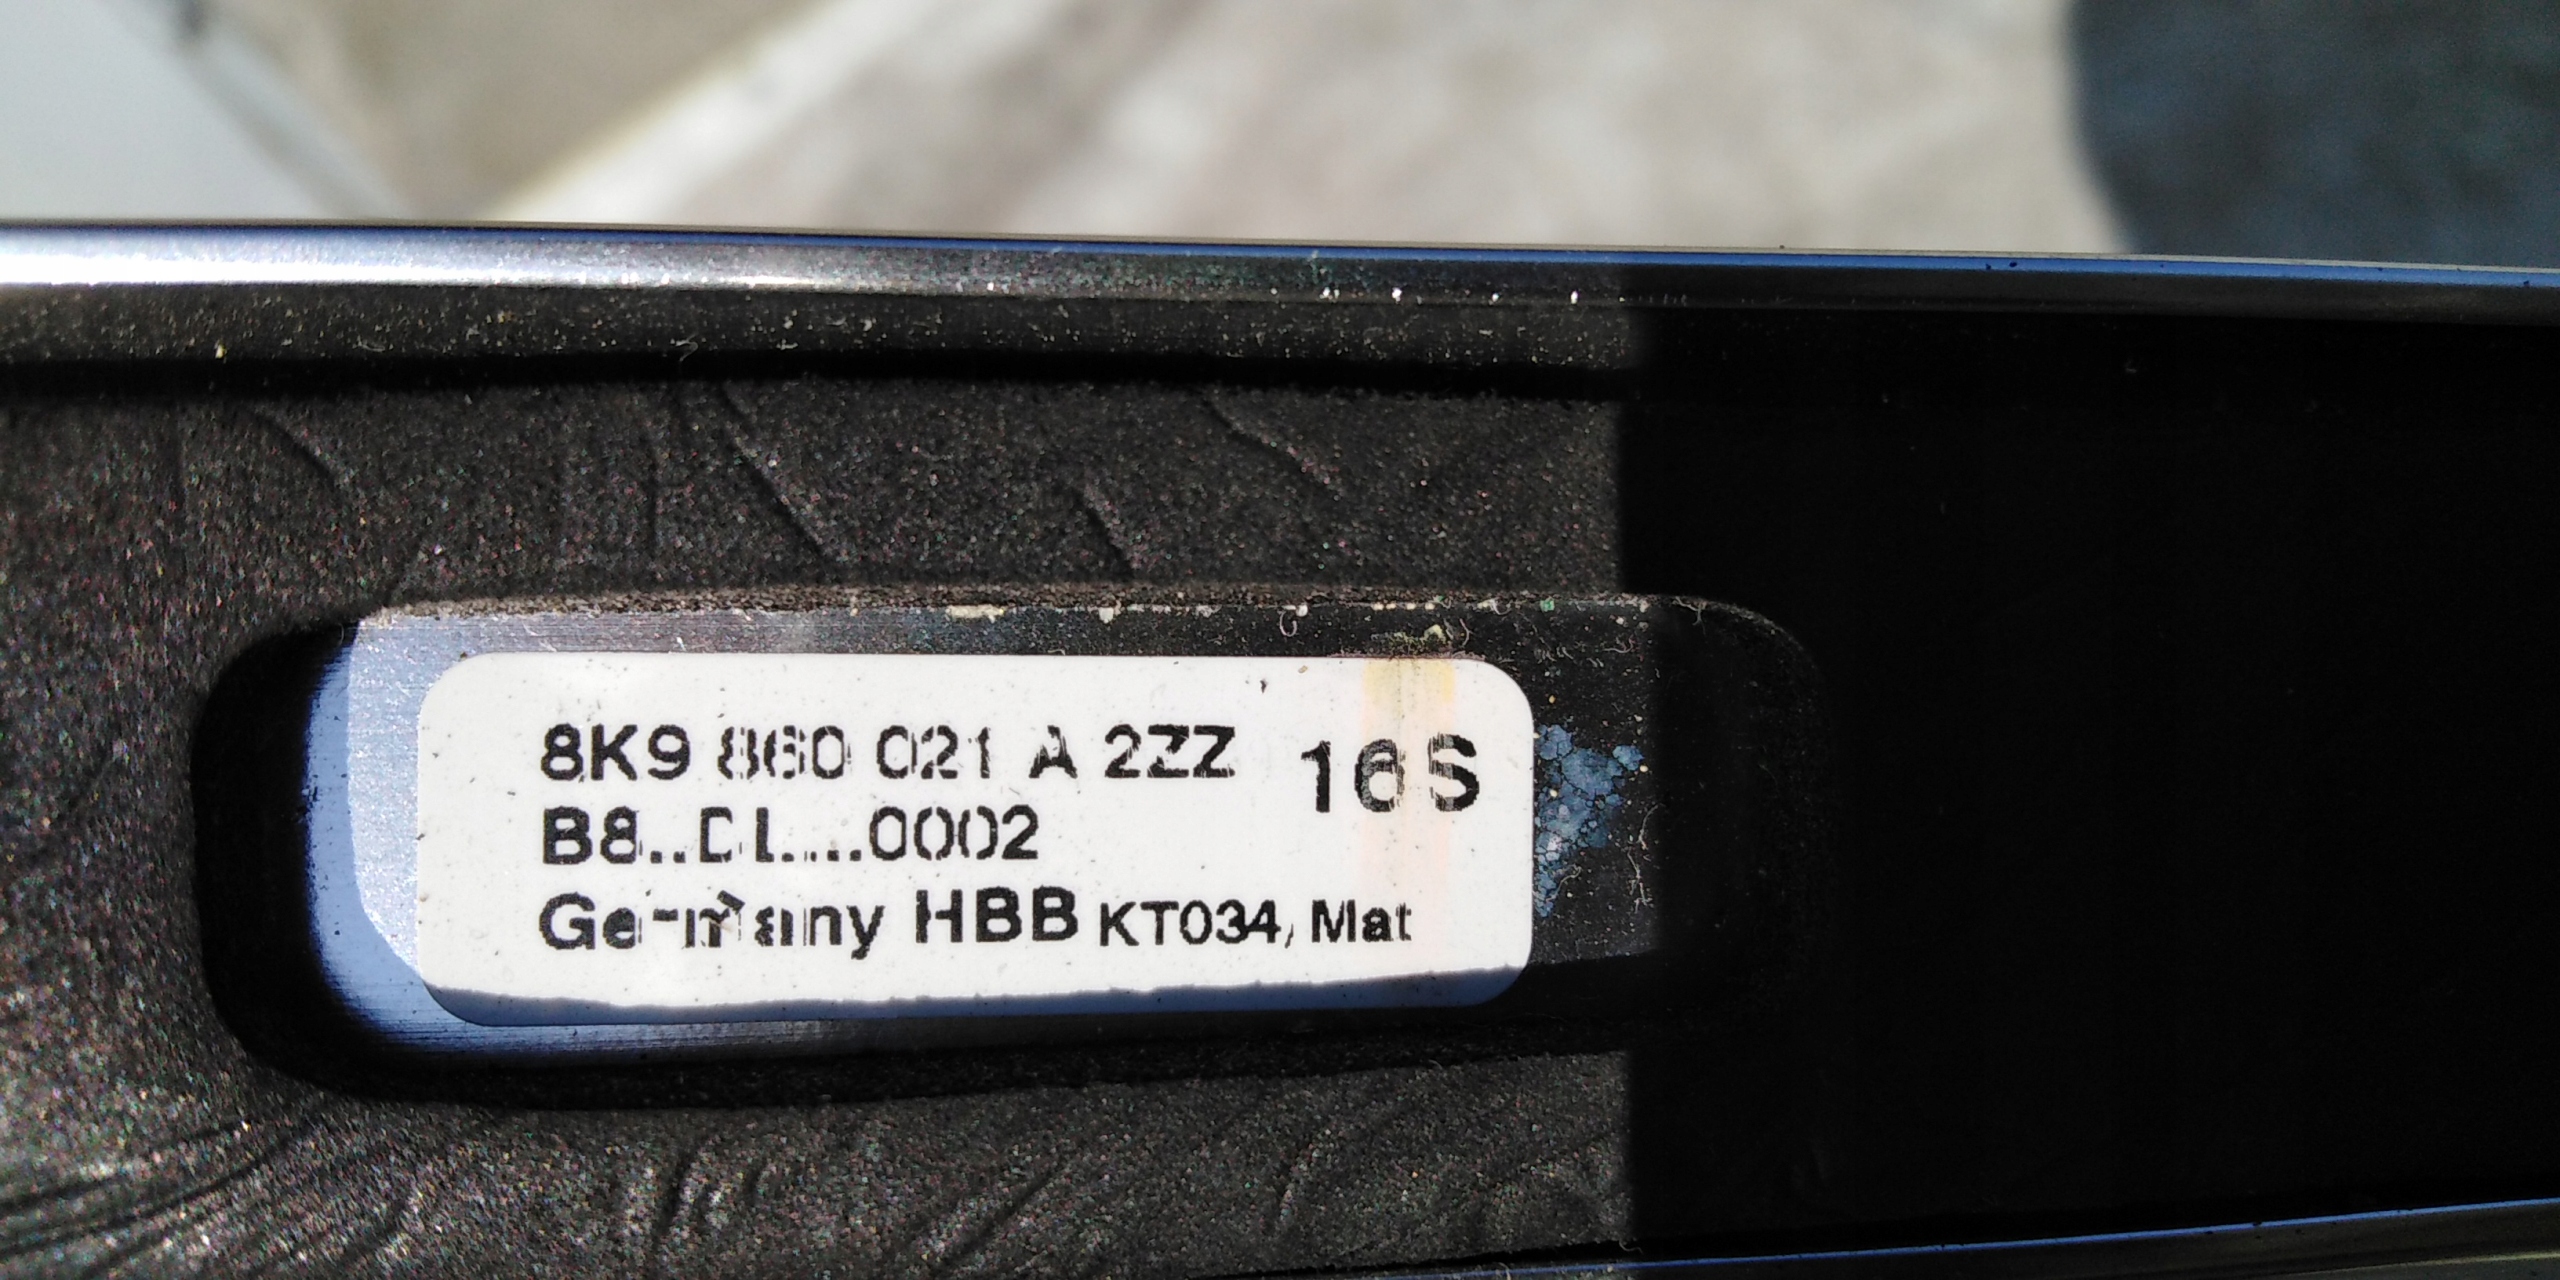 8K9 860 021 A 2ZZ 16S
B8..DL....0002
Germany HBB KT034, Mat